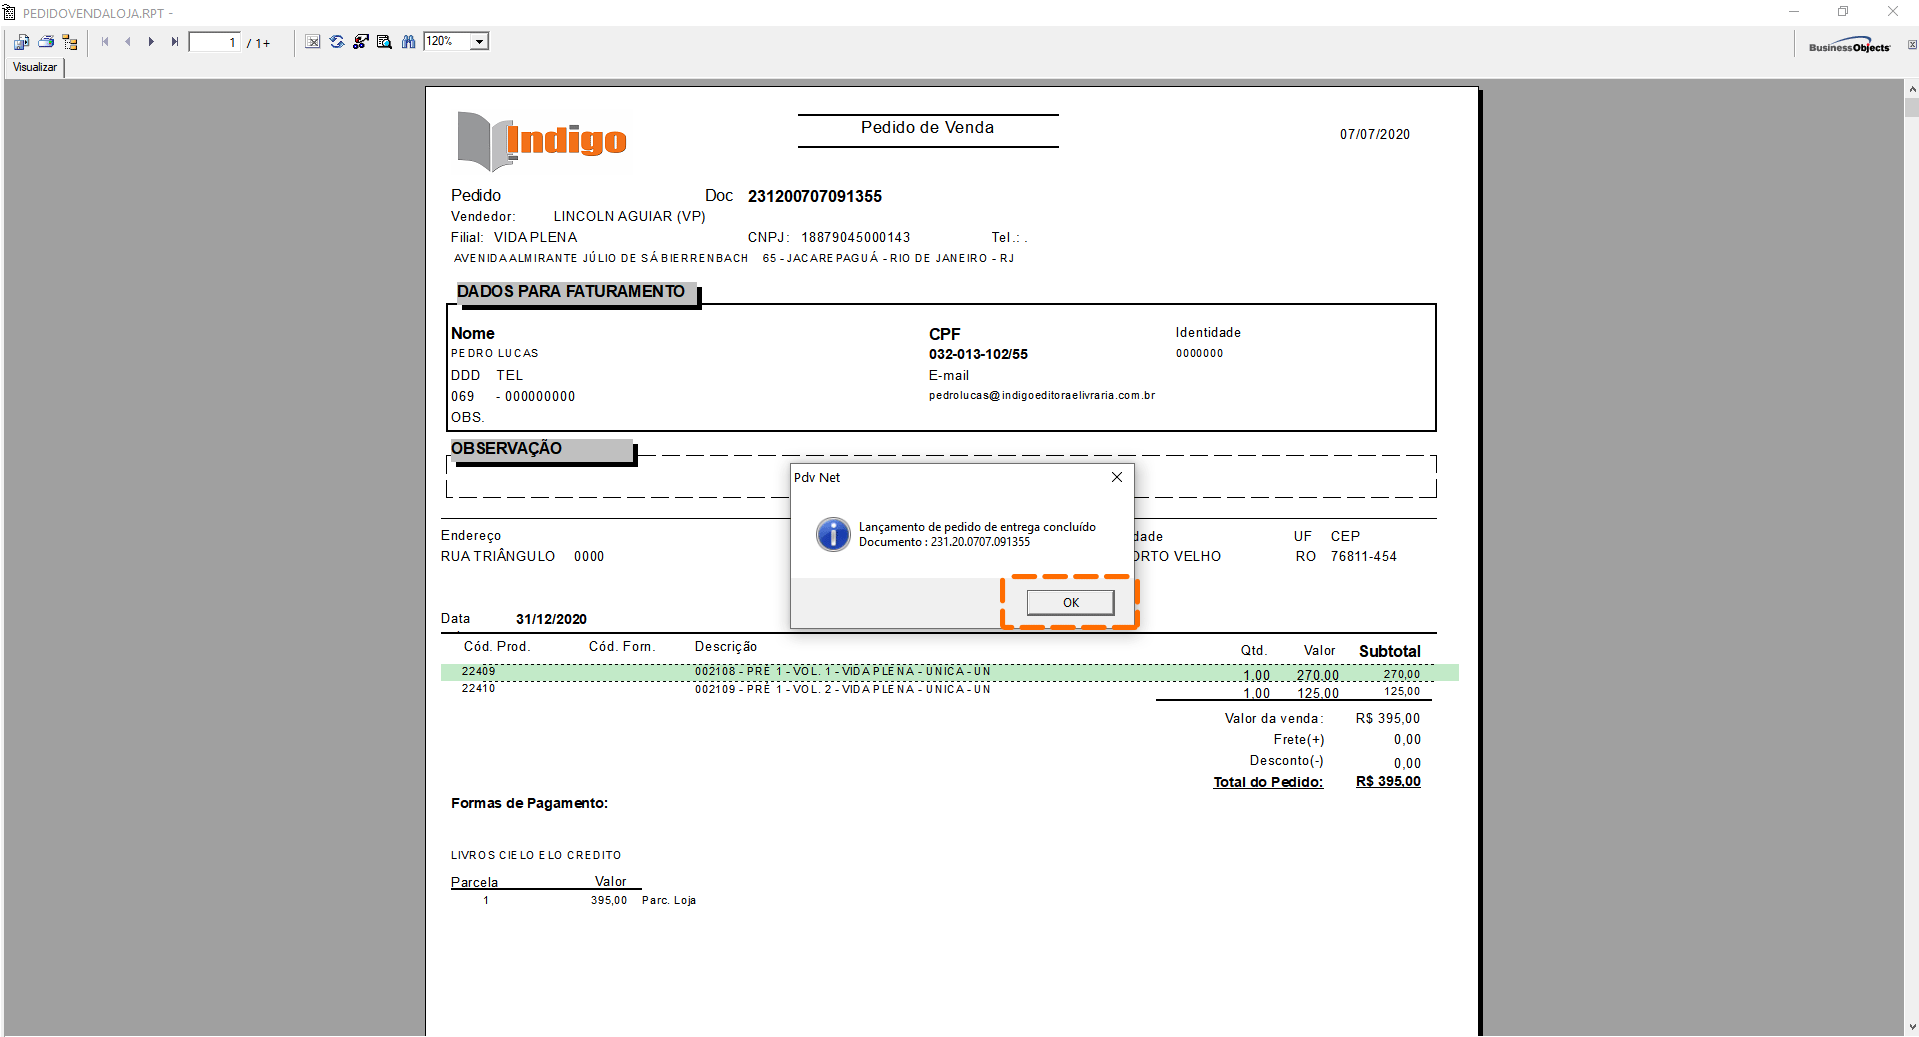 PEDIDOVENDALOJA.RPT -
1 / 1+
120%
BusinessObjects
Visualizar
Indigo
Pedido de Venda
07/07/2020
Pedido Doc 231200707091355
Vendedor: LINCOLN AGUIAR (VP)
Filial: VIDA PLENA CNPJ: 18879045000143 Tel.: .
AVENIDA ALMIRANTE JÚLIO DE SÁ BIERRENBACH 65 - JACAREPAGUÁ - RIO DE JANEIRO - RJ
DADOS PARA FATURAMENTO
Nome CPF Identidade
PEDRO LUCAS 032-013-102/55 0000000
DDD TEL E-mail
069 - 000000000 pedrolucas@indigoeditoraelivraria.com.br
OBS.
OBSERVAÇÃO
Pdv Net
Lançamento de pedido de entrega concluído
Documento : 231.20.0707.091355
OK
Endereço dade UF CEP
RUA TRIÂNGULO 0000 ORTO VELHO RO 76811-454
Data 31/12/2020
Cód. Prod. Cód. Forn. Descrição Qtd. Valor Subtotal
22409 002108 - PRÉ 1 - VOL. 1 - VIDA PLENA - UNICA - UN 1,00 270,00 270,00
22410 002109 - PRÉ 1 - VOL. 2 - VIDA PLENA - UNICA - UN 1,00 125,00 125,00
Valor da venda: R$ 395,00
Frete(+) 0,00
Desconto(-) 0,00
Total do Pedido: R$ 395,00
Formas de Pagamento:
LIVROS CIELO ELO CREDITO
Parcela Valor
1 395,00 Parc. Loja